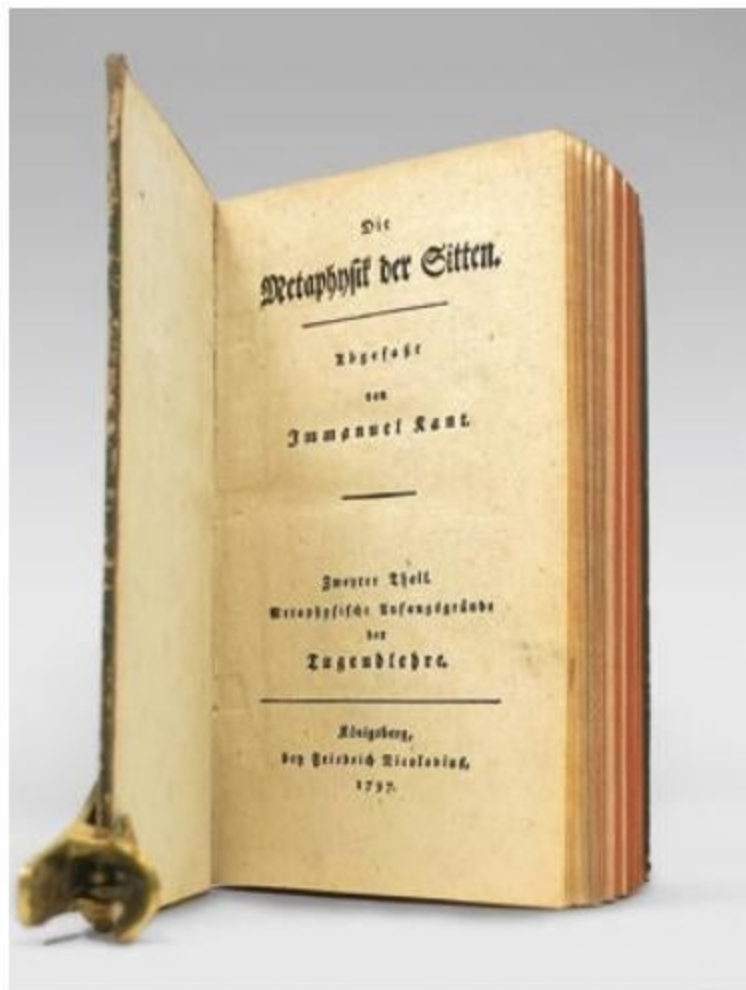 Die
Metaphysik der Sitten.
Abgefaßt
von
Immanuel Kant.
Zweyter Theil.
Metaphysische Anfangsgründe
der
Tugendlehre.
Königsberg,
bey Friedrich Nicolovius,
1797.